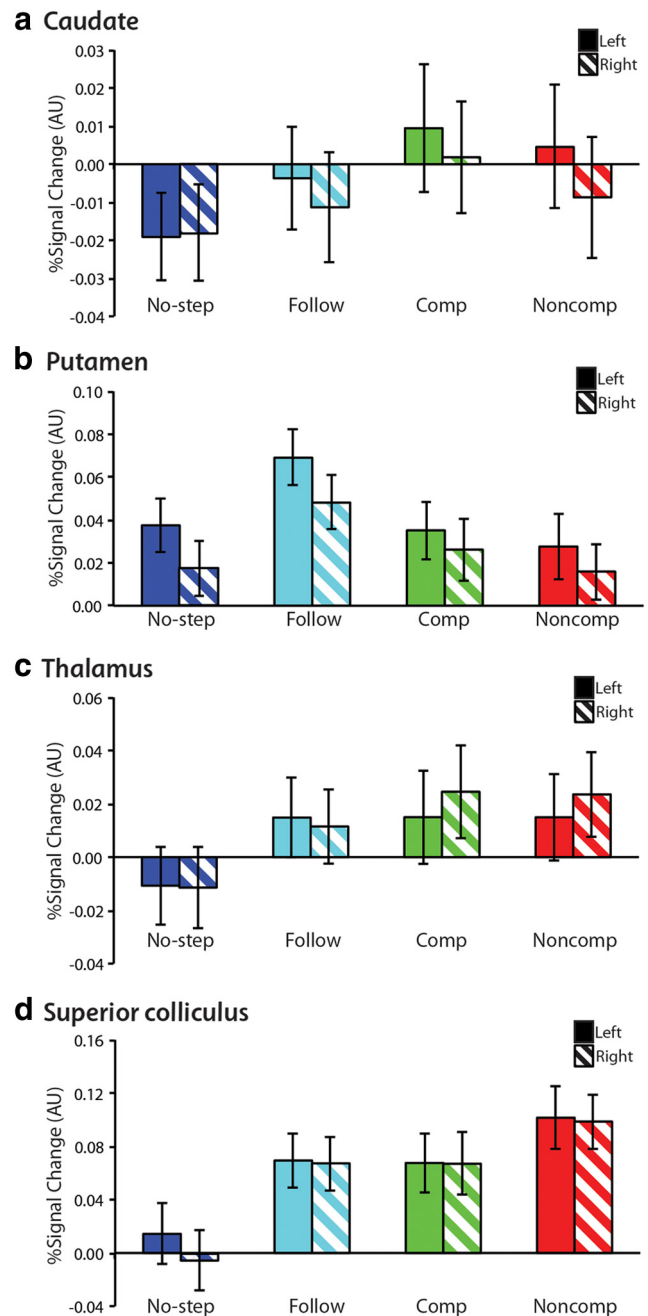 a Caudate
Left
Right
%Signal Change (AU)
0.03
0.02
0.01
0.00
-0.01
-0.02
-0.03
-0.04
No-step Follow Comp Noncomp
b Putamen
Left
Right
%Signal Change (AU)
0.10
0.08
0.06
0.04
0.02
0.00
No-step Follow Comp Noncomp
c Thalamus
Left
Right
%Signal Change (AU)
0.06
0.04
0.02
0.00
-0.02
-0.04
No-step Follow Comp Noncomp
d Superior colliculus
Left
Right
%Signal Change (AU)
0.16
0.12
0.08
0.04
0.00
-0.04
No-step Follow Comp Noncomp